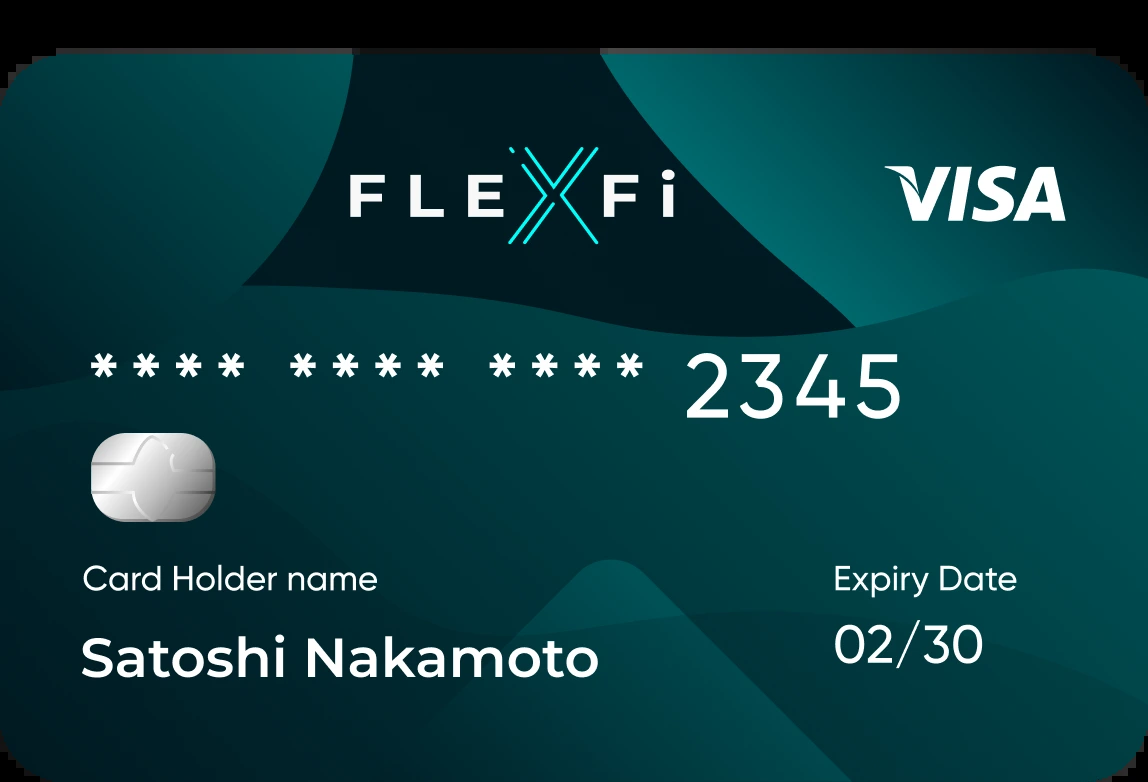 FLEXFi
VISA
**** **** **** 2345
Card Holder name
Expiry Date
Satoshi Nakamoto
02/30